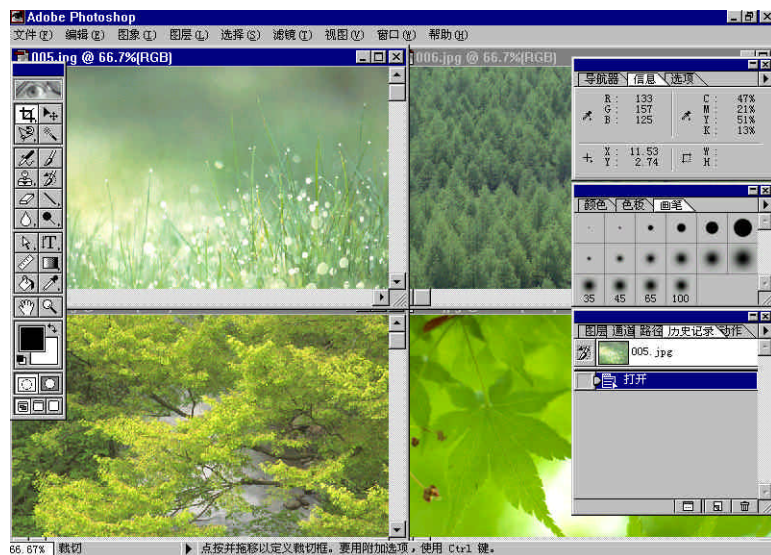 Adobe Photoshop
文件(F) 编辑(E) 图象(I) 图层(L) 选择(S) 滤镜(T) 视图(V) 窗口(W) 帮助(H)
005.jpg @ 66.7%(RGB)
006.jpg @ 66.7%(RGB)
导航器 信息 选项
R: 133 C: 47%
G: 157 M: 21%
B: 125 Y: 51%
K: 13%
X: 11.53 W:
Y: 2.74 H:
颜色 色板 画笔
35 45 65 100
图层 通道 路径 历史记录 动作
005.jpg
打开
66.67% 裁切 点按并拖移以定义裁切框。要用附加选项，使用 Ctrl 键。